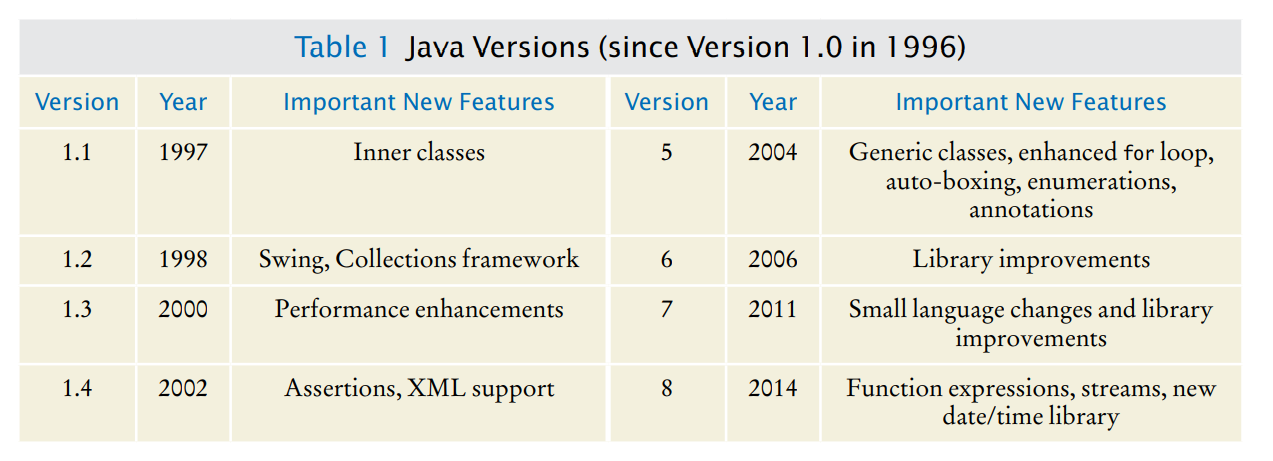 Table 1 Java Versions (since Version 1.0 in 1996)
Version Year Important New Features Version Year Important New Features
1.1 1997 Inner classes 5 2004 Generic classes, enhanced for loop,
auto-boxing, enumerations,
annotations
1.2 1998 Swing, Collections framework 6 2006 Library improvements
1.3 2000 Performance enhancements 7 2011 Small language changes and library
improvements
1.4 2002 Assertions, XML support 8 2014 Function expressions, streams, new
date/time library